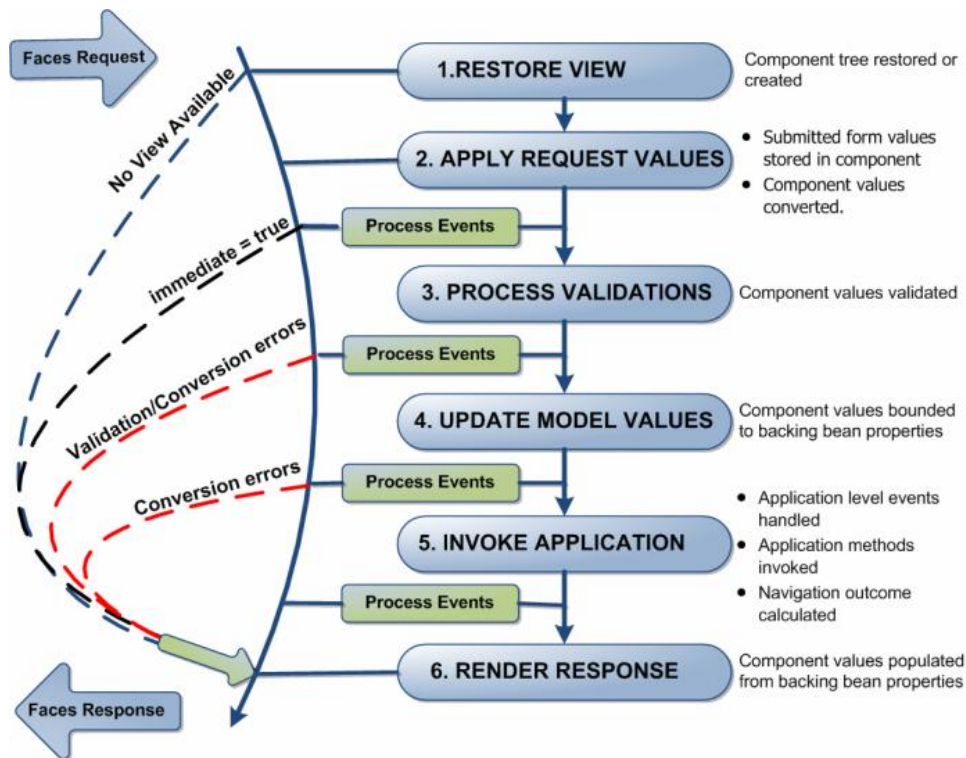 Faces Request
1.RESTORE VIEW
Component tree restored or
created
No View Available
2. APPLY REQUEST VALUES
• Submitted form values
stored in component
• Component values
converted.
immediate = true
Process Events
3. PROCESS VALIDATIONS
Component values validated
Validation/Conversion errors
Process Events
4. UPDATE MODEL VALUES
Component values bounded
to backing bean properties
Conversion errors
Process Events
5. INVOKE APPLICATION
• Application level events
handled
• Application methods
invoked
• Navigation outcome
calculated
Process Events
6. RENDER RESPONSE
Component values populated
from backing bean properties
Faces Response